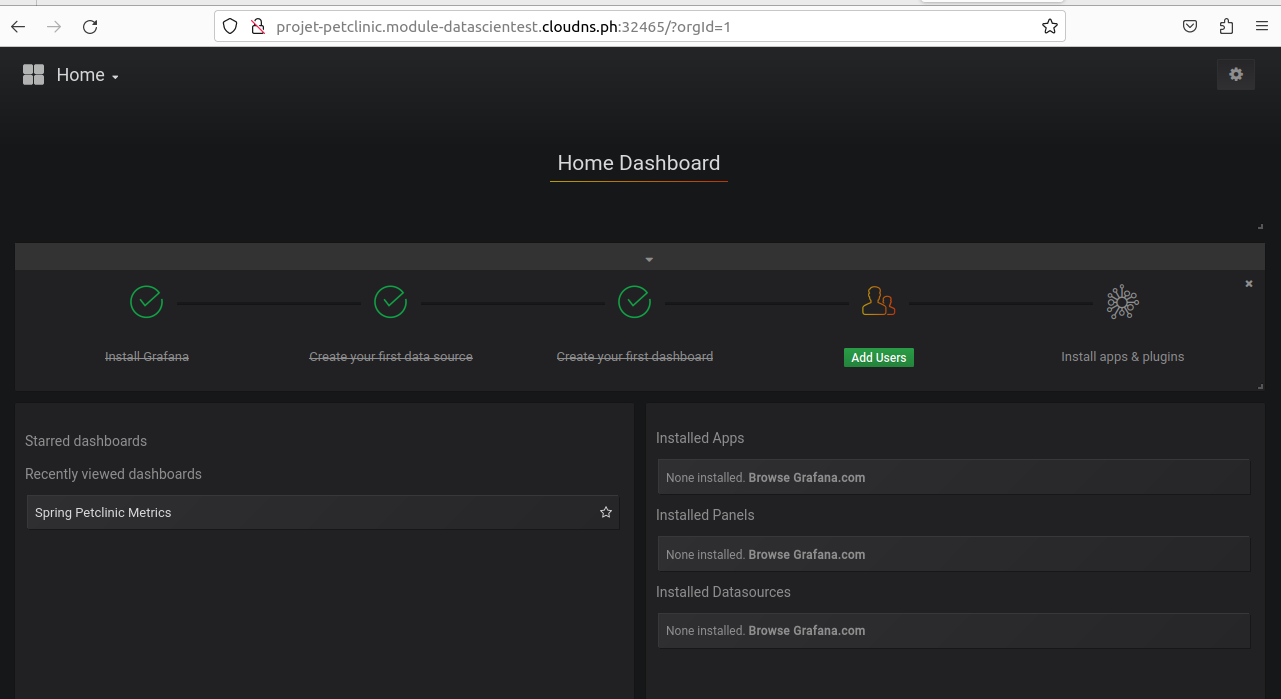 projet-petclinic.module-datascientest.cloudns.ph:32465/?orgId=1
Home
Home Dashboard
Install Grafana
Create your first data source
Create your first dashboard
Add Users
Install apps & plugins
Starred dashboards
Recently viewed dashboards
Spring Petclinic Metrics
Installed Apps
None installed. Browse Grafana.com
Installed Panels
None installed. Browse Grafana.com
Installed Datasources
None installed. Browse Grafana.com